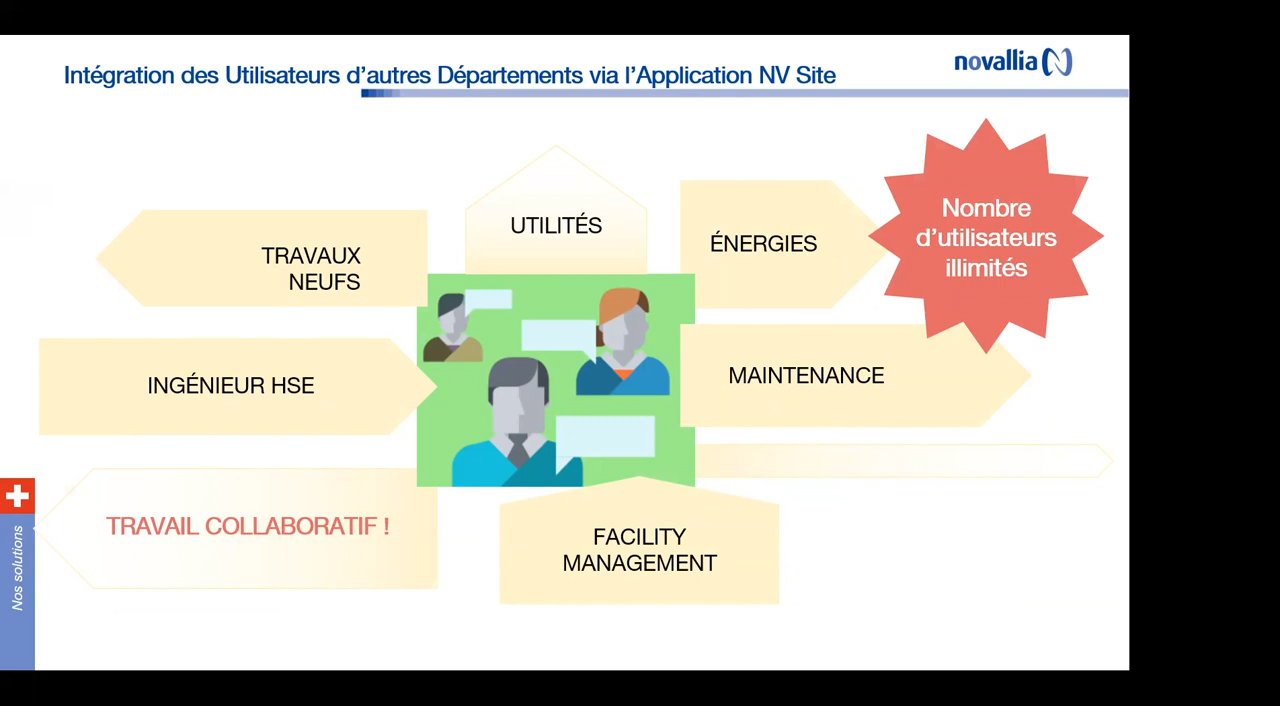 Intégration des Utilisateurs d’autres Départements via l’Application NV Site
novallia
Nombre
d’utilisateurs
illimités
UTILITÉS
ÉNERGIES
TRAVAUX
NEUFS
INGÉNIEUR HSE
MAINTENANCE
TRAVAIL COLLABORATIF !
FACILITY
MANAGEMENT
Nos solutions